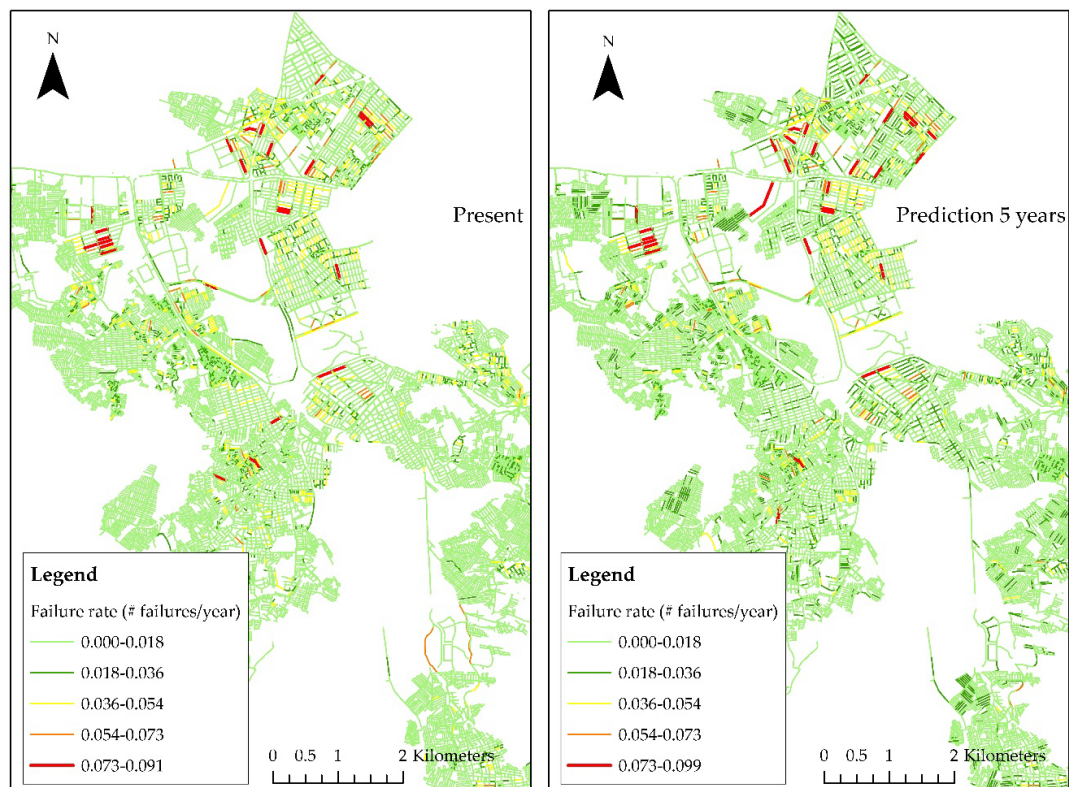 N
Present
Legend
Failure rate (# failures/year)
0.000-0.018
0.018-0.036
0.036-0.054
0.054-0.073
0.073-0.091
0 0.5 1 2 Kilometers
N
Prediction 5 years
Legend
Failure rate (# failures/year)
0.000-0.018
0.018-0.036
0.036-0.054
0.054-0.073
0.073-0.099
0 0.5 1 2 Kilometers